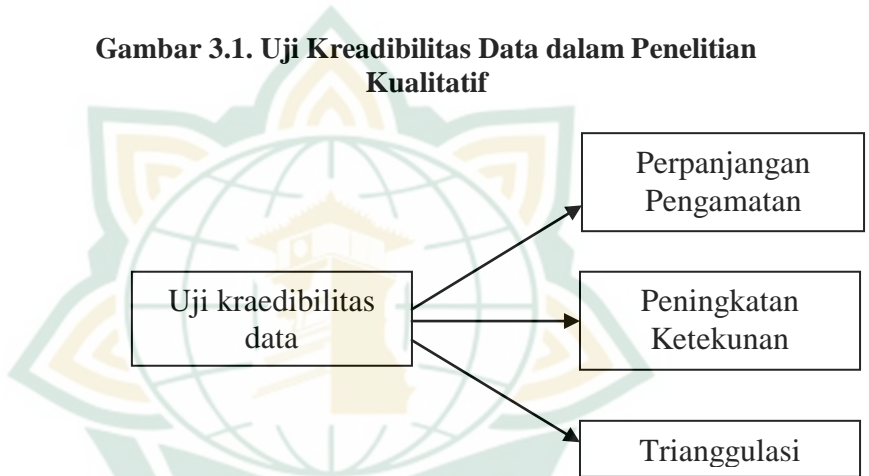 Gambar 3.1. Uji Kreadibilitas Data dalam Penelitian
Kualitatif
Perpanjangan
Pengamatan
Uji kraedibilitas
data
Peningkatan
Ketekunan
Trianggulasi